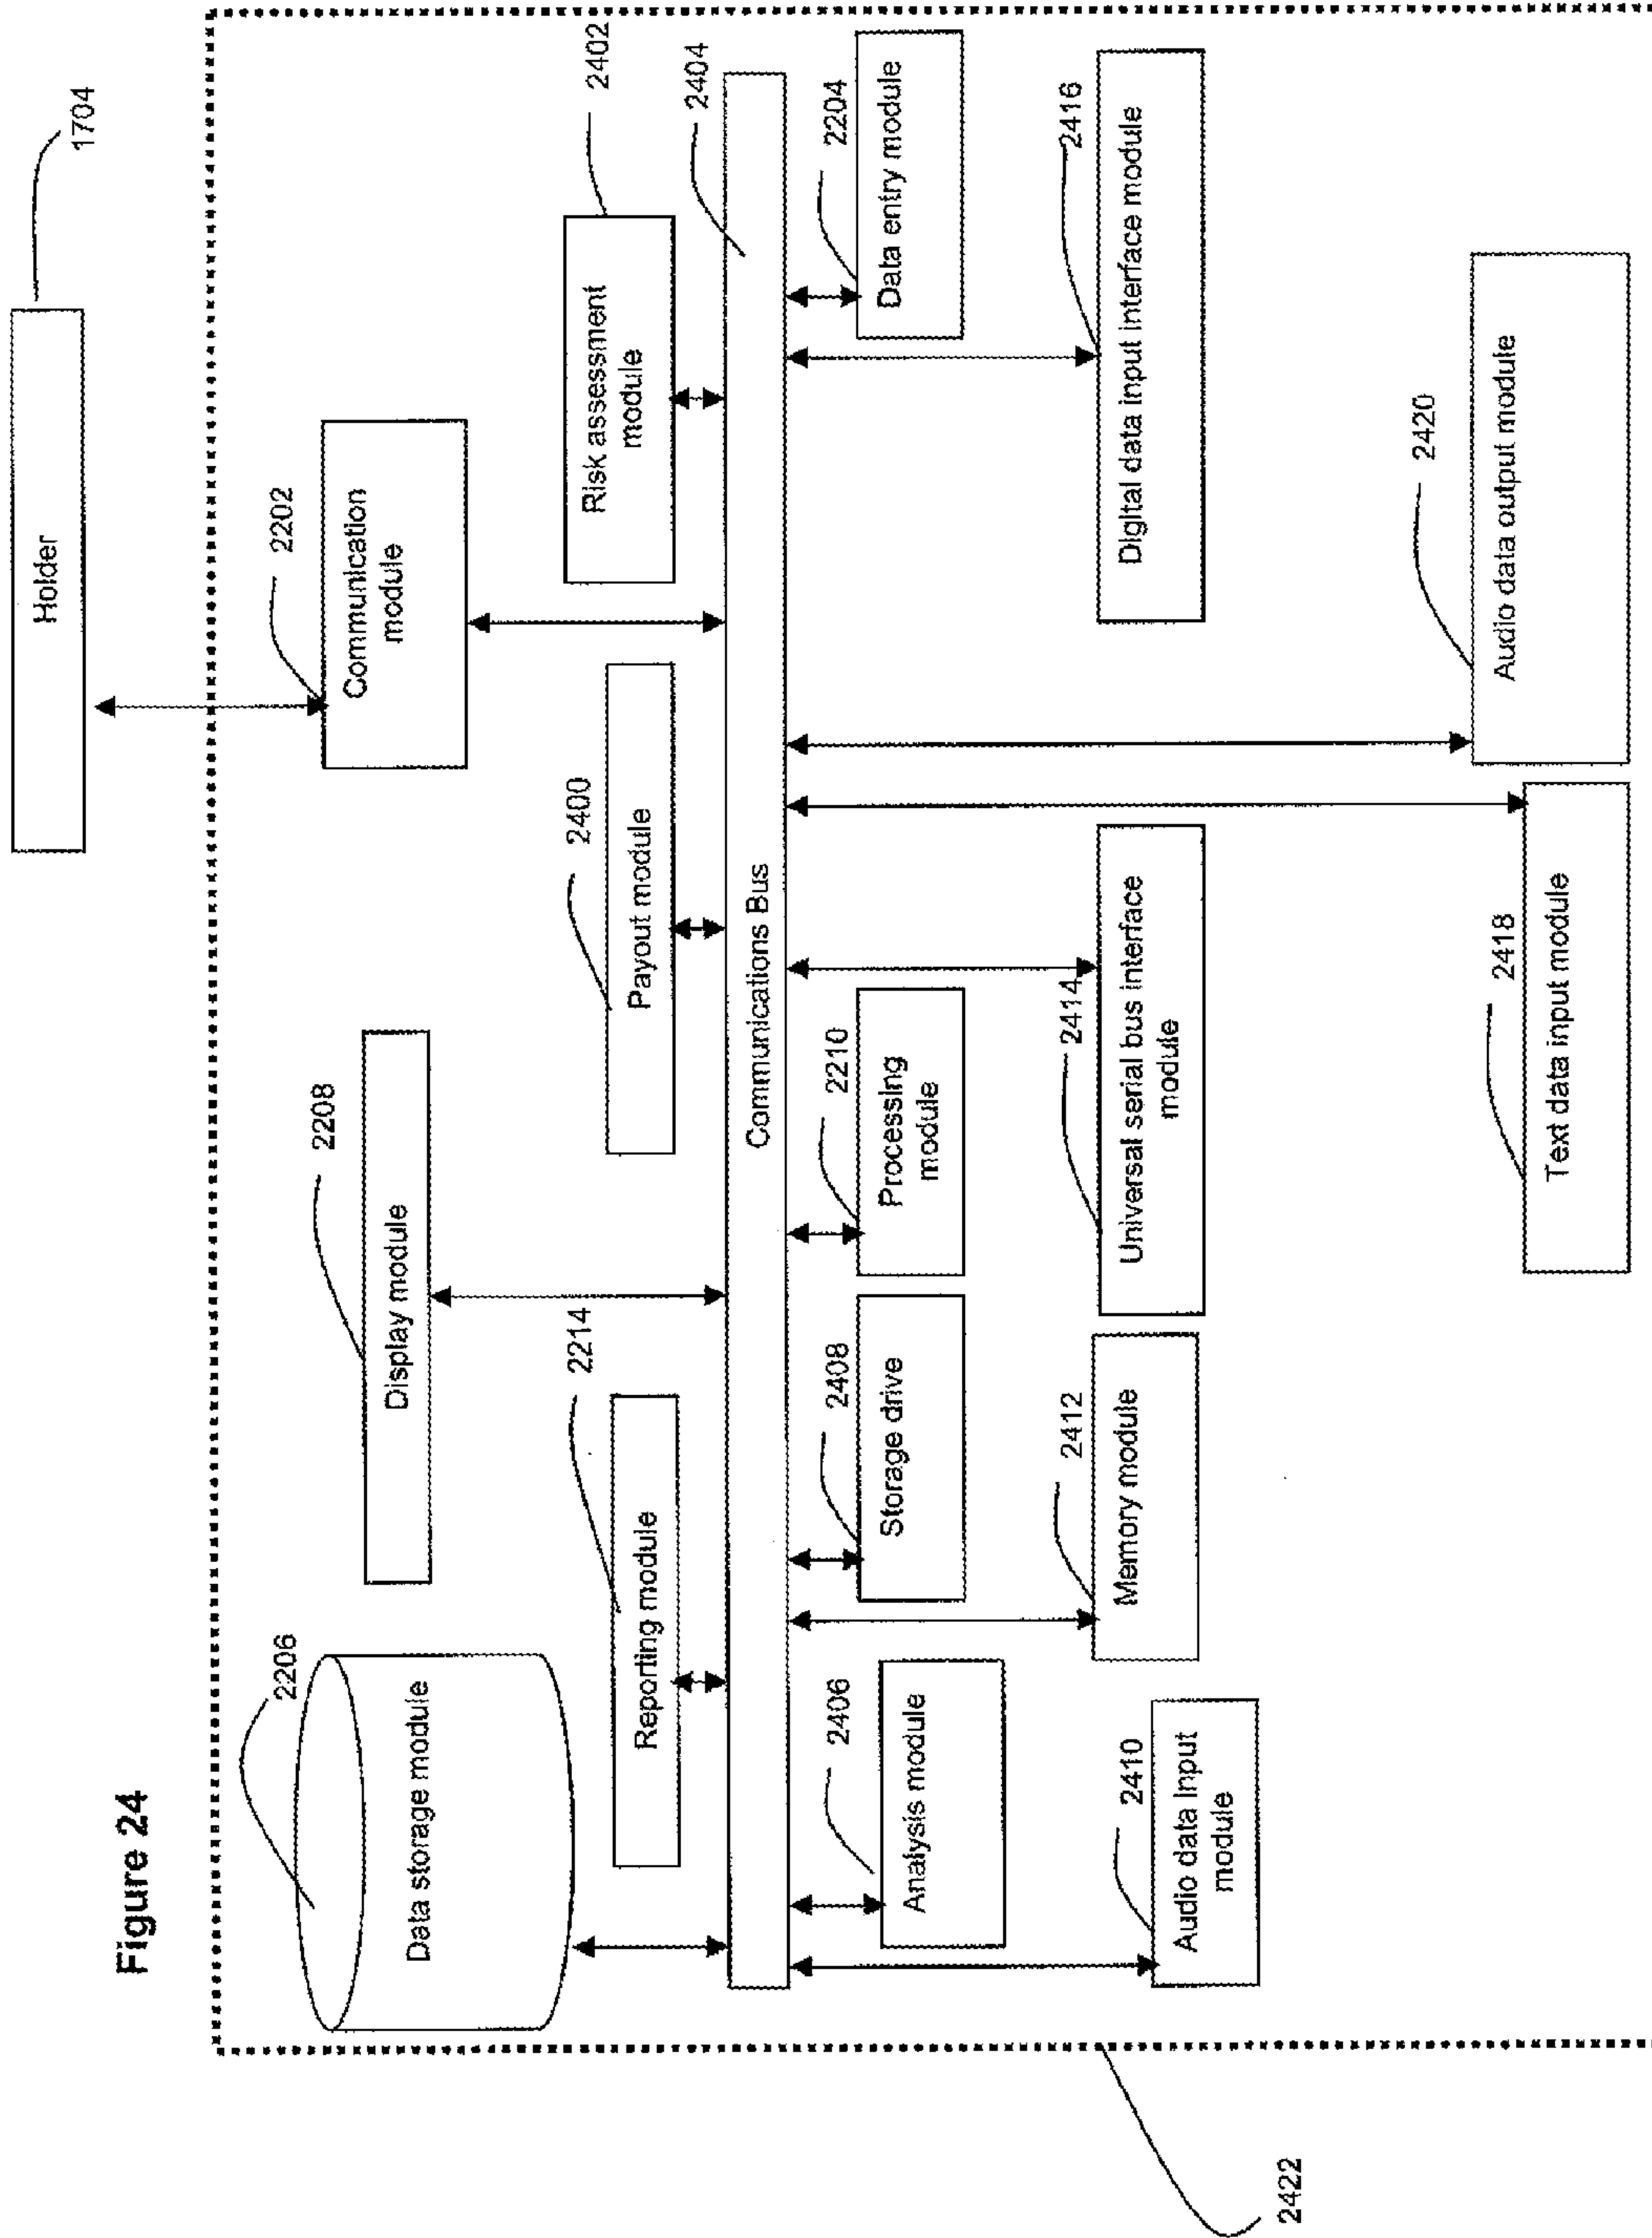 Figure 24
Holder
1704
2206
Data storage module
2208
Display module
2202
Communication
module
2214
Reporting module
2400
Payout module
2402
Risk assessment
module
2404
Communications Bus
2406
Analysis module
2408
Storage drive
2210
Processing
module
2204
Data entry module
2410
Audio data Input
module
2412
Memory module
2414
Universal serial bus interface
module
2416
Digital data input interface module
2418
Text data input module
2420
Audio data output module
2422